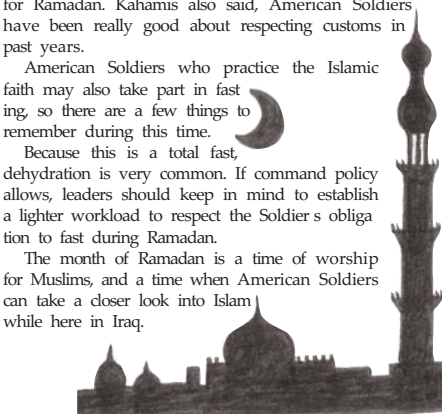 for Ramadan. Kahamis also said, American Soldiers
have been really good about respecting customs in
past years.
American Soldiers who practice the Islamic
faith may also take part in fast
ing, so there are a few things to
remember during this time.
Because this is a total fast,
dehydration is very common. If command policy
allows, leaders should keep in mind to establish
a lighter workload to respect the Soldier s obliga
tion to fast during Ramadan.
The month of Ramadan is a time of worship
for Muslims, and a time when American Soldiers
can take a closer look into Islam
while here in Iraq.